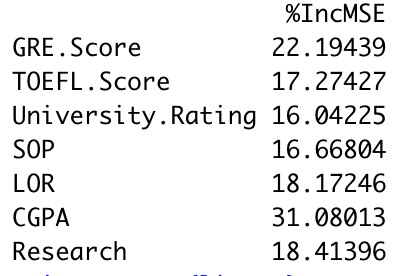 %IncMSE
GRE.Score 22.19439
TOEFL.Score 17.27427
University.Rating 16.04225
SOP 16.66804
LOR 18.17246
CGPA 31.08013
Research 18.41396